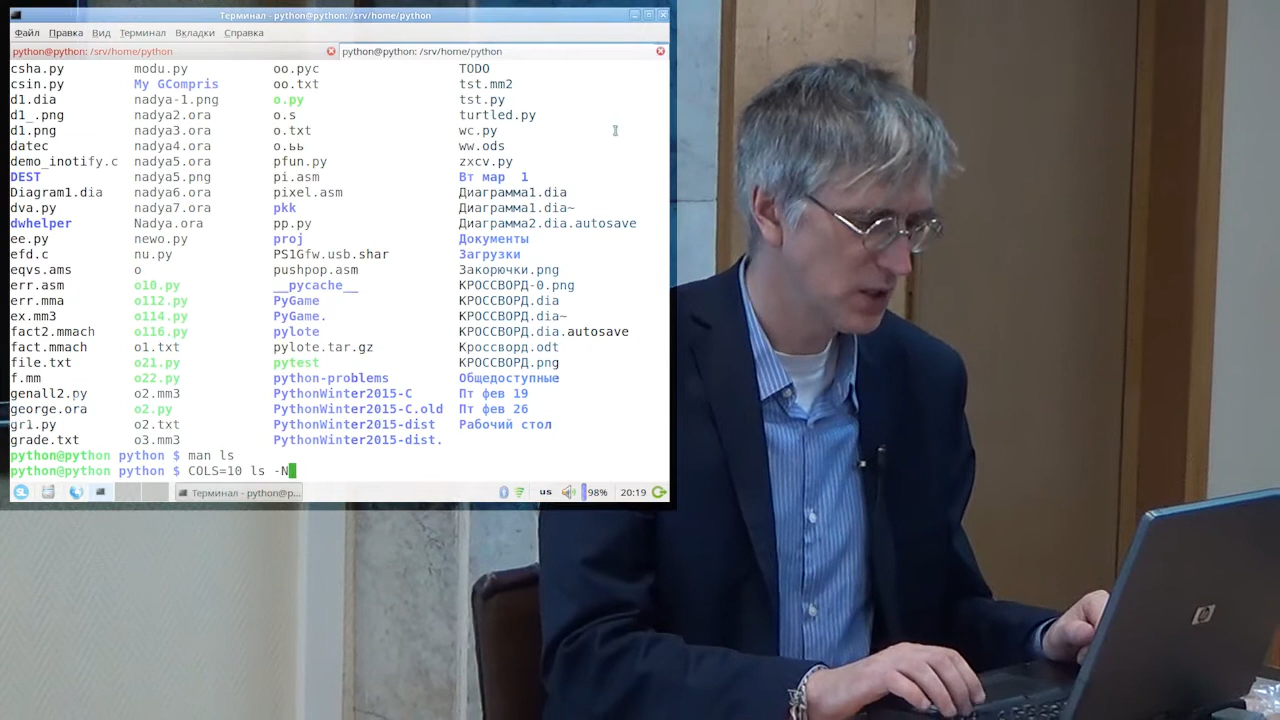 Терминал - python@python: /srv/home/python
Файл Правка Вид Терминал Вкладки Справка
python@python: /srv/home/python python@python: /srv/home/python
csha.py modu.py oo.pyc TODO
csin.py My GCompris oo.txt tst.mm2
d1.dia nadya-1.png o.py tst.py
d1_.png nadya2.ora o.s turtled.py
d1.png nadya3.ora o.txt wc.py
datec nadya4.ora o.ьь ww.ods
demo_inotify.c nadya5.ora pfun.py zxcv.py
DEST nadya5.png pi.asm Вт мар 1
Diagram1.dia nadya6.ora pixel.asm Диаграмма1.dia
dva.py nadya7.ora pkk Диаграмма1.dia~
dwhelper Nadya.ora pp.py Диаграмма2.dia.autosave
ee.py newo.py proj Документы
efd.c nu.py PS1Gfw.usb.shar Загрузки
eqvs.ams o pushpop.asm Закорючки.png
err.asm o10.py __pycache__ КРОССВОРД-0.png
err.mma o112.py PyGame КРОССВОРД.dia
ex.mm3 o114.py PyGame. КРОССВОРД.dia~
fact2.mmach o116.py pylote КРОССВОРД.dia.autosave
fact.mmach o1.txt pylote.tar.gz Кроссворд.odt
file.txt o21.py pytest КРОССВОРД.png
f.mm o22.py python-problems Общедоступные
genall2.py o2.mm3 PythonWinter2015-C Пт фев 19
george.ora o2.py PythonWinter2015-C.old Пт фев 26
gr1.py o2.txt PythonWinter2015-dist Рабочий стол
grade.txt o3.mm3 PythonWinter2015-dist.
python@python python $ man ls
python@python python $ COLS=10 ls -N
SL Терминал - python@p... us 98% 20:19
hp